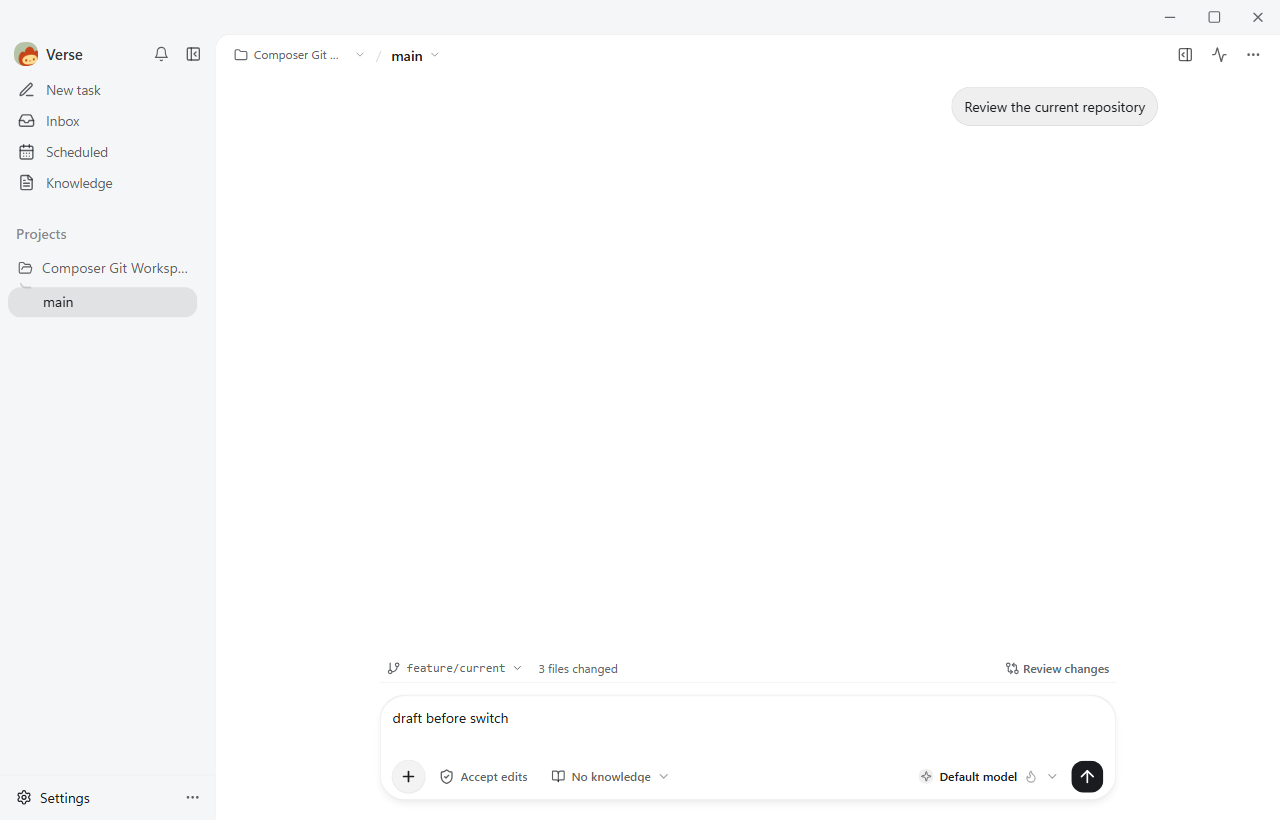 Verse
New task
Inbox
Scheduled
Knowledge
Projects
Composer Git Worksp...
main
Settings
Composer Git ... / main
Review the current repository
feature/current 3 files changed Review changes
draft before switch
Accept edits No knowledge Default model